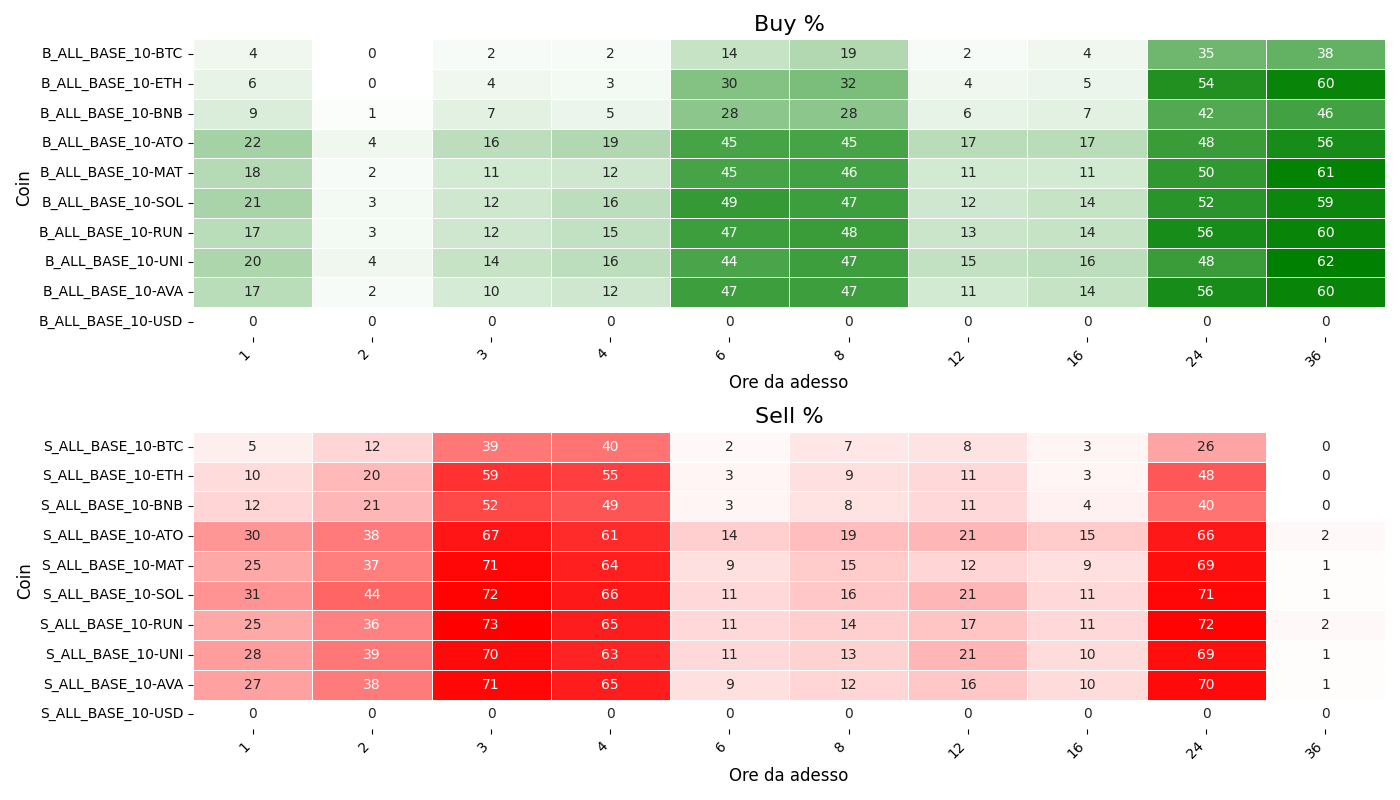 Buy %
Coin
B_ALL_BASE_10-BTC 4 0 2 2 14 19 2 4 35 38
B_ALL_BASE_10-ETH 6 0 4 3 30 32 4 5 54 60
B_ALL_BASE_10-BNB 9 1 7 5 28 28 6 7 42 46
B_ALL_BASE_10-ATO 22 4 16 19 45 45 17 17 48 56
B_ALL_BASE_10-MAT 18 2 11 12 45 46 11 11 50 61
B_ALL_BASE_10-SOL 21 3 12 16 49 47 12 14 52 59
B_ALL_BASE_10-RUN 17 3 12 15 47 48 13 14 56 60
B_ALL_BASE_10-UNI 20 4 14 16 44 47 15 16 48 62
B_ALL_BASE_10-AVA 17 2 10 12 47 47 11 14 56 60
B_ALL_BASE_10-USD 0 0 0 0 0 0 0 0 0 0
1 2 3 4 6 8 12 16 24 36
Ore da adesso
Sell %
Coin
S_ALL_BASE_10-BTC 5 12 39 40 2 7 8 3 26 0
S_ALL_BASE_10-ETH 10 20 59 55 3 9 11 3 48 0
S_ALL_BASE_10-BNB 12 21 52 49 3 8 11 4 40 0
S_ALL_BASE_10-ATO 30 38 67 61 14 19 21 15 66 2
S_ALL_BASE_10-MAT 25 37 71 64 9 15 12 9 69 1
S_ALL_BASE_10-SOL 31 44 72 66 11 16 21 11 71 1
S_ALL_BASE_10-RUN 25 36 73 65 11 14 17 11 72 2
S_ALL_BASE_10-UNI 28 39 70 63 11 13 21 10 69 1
S_ALL_BASE_10-AVA 27 38 71 65 9 12 16 10 70 1
S_ALL_BASE_10-USD 0 0 0 0 0 0 0 0 0 0
1 2 3 4 6 8 12 16 24 36
Ore da adesso